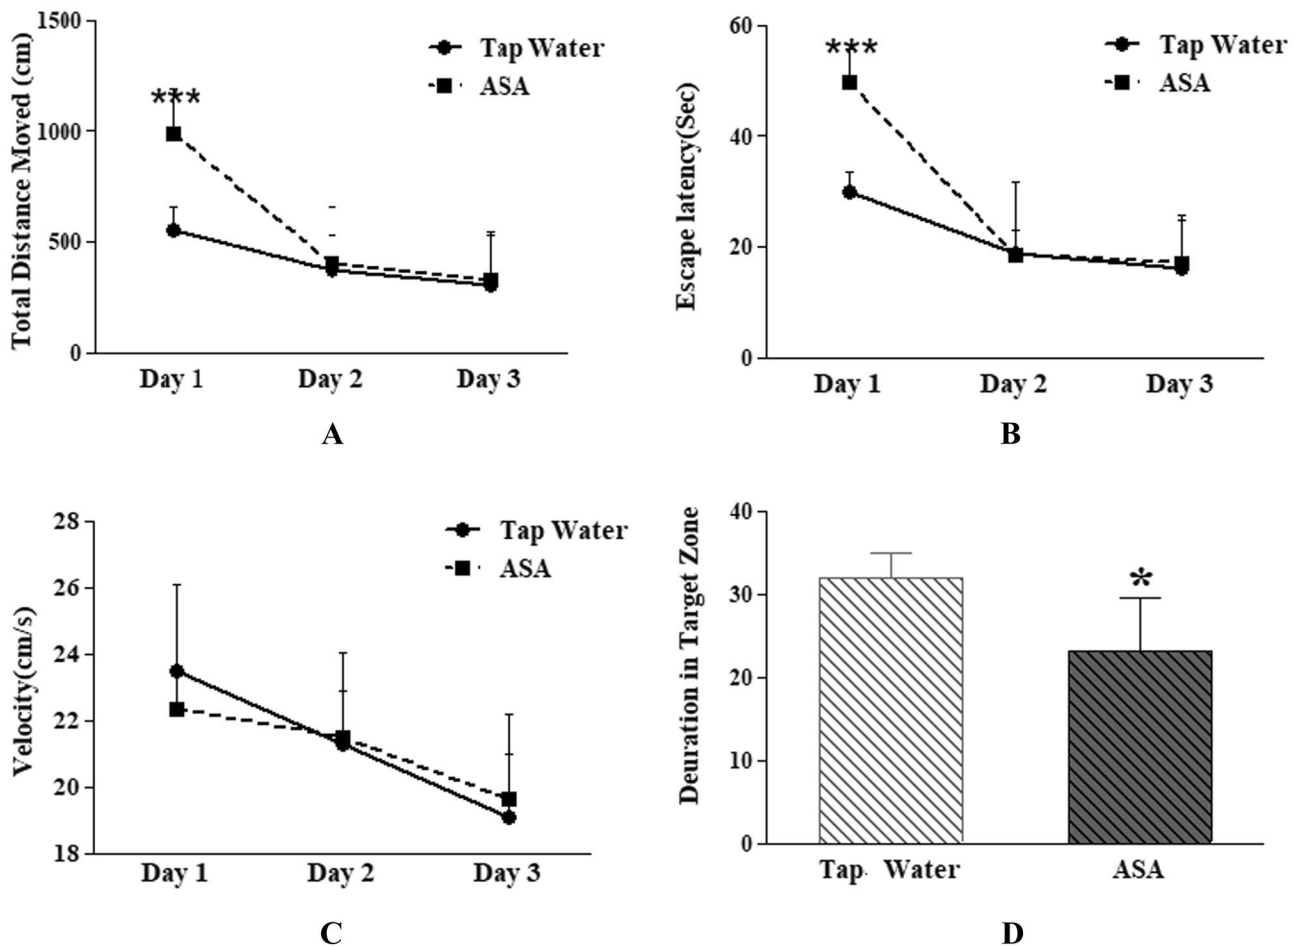 Total Distance Moved (cm)
1500
1000
500
0
***
Tap Water
ASA
Day 1
Day 2
Day 3
A
Escape latency(Sec)
60
40
20
0
***
Tap Water
ASA
Day 1
Day 2
Day 3
B
Velocity(cm/s)
28
26
24
22
20
18
Tap Water
ASA
Day 1
Day 2
Day 3
C
Deuration in Target Zone
40
30
20
10
0
*
Tap Water
ASA
D